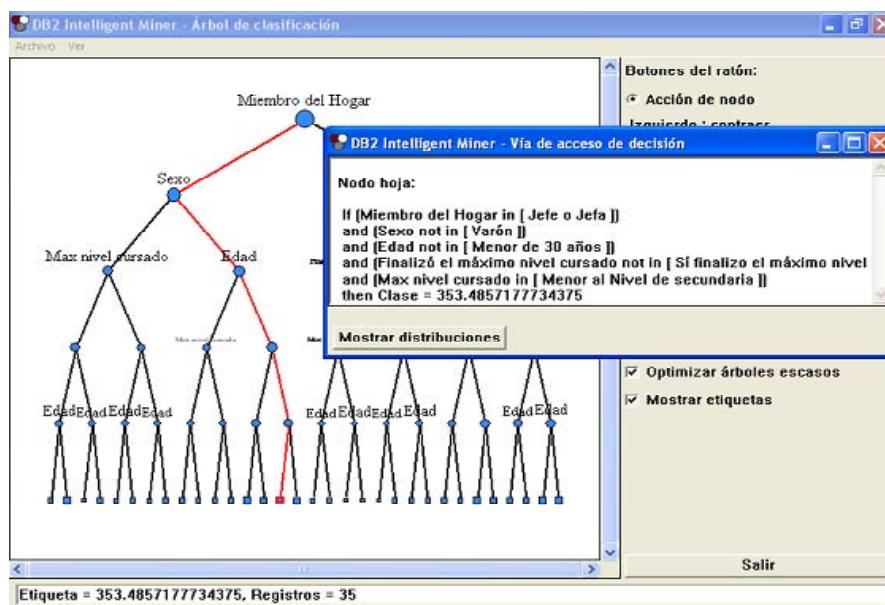 DB2 Intelligent Miner - Árbol de clasificación
Archivo Ver
Miembro del Hogar
Sexo
Max nivel cursado
Edad
Edad Edad Edad Edad
Edad Edad Edad Edad
Edad Edad
Botones del ratón:
Acción de nodo
Izquierdo : contraer
DB2 Intelligent Miner - Vía de acceso de decisión
Nodo hoja:
If (Miembro del Hogar in [ Jefe o Jefa ])
and (Sexo not in [ Varón ])
and (Edad not in [ Menor de 30 años ])
and (Finalizó el máximo nivel cursado not in [ Sí finalizo el máximo nivel
and (Max nivel cursado in [ Menor al Nivel de secundaria ])
then Clase = 353.4857177734375
Mostrar distribuciones
Optimizar árboles escasos
Mostrar etiquetas
Salir
Etiqueta = 353.4857177734375, Registros = 35